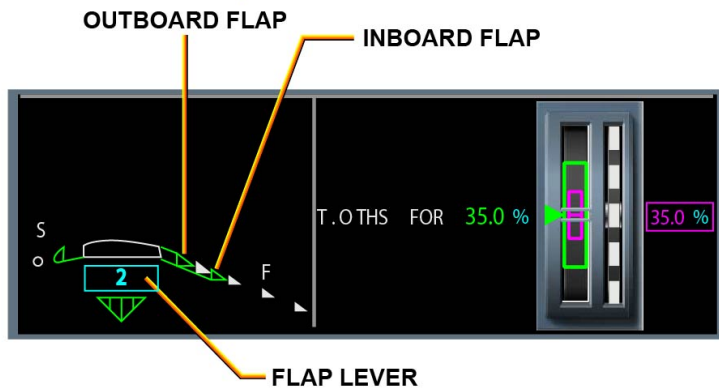 OUTBOARD FLAP
INBOARD FLAP
S
F
2
T.O THS FOR 35.0 %
35.0 %
FLAP LEVER